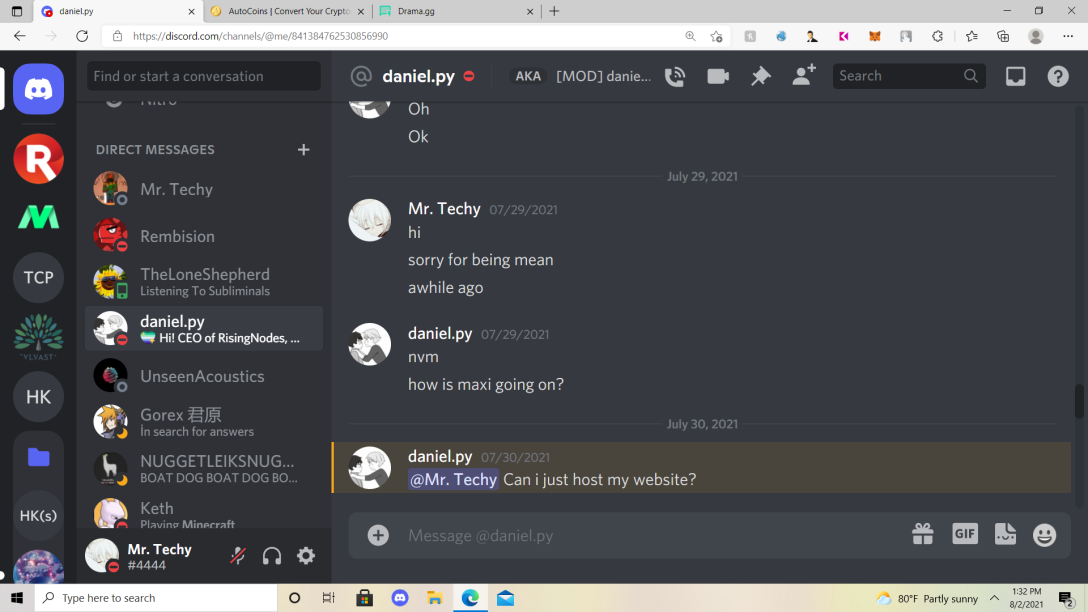 daniel.py
AutoCoins | Convert Your Crypto
Drama.gg
https://discord.com/channels/@me/841384762530856990
Find or start a conversation
daniel.py
AKA
[MOD] danie...
Search
Nitro
DIRECT MESSAGES
Mr. Techy
Rembision
TheLoneShepherd
Listening To Subliminals
daniel.py
Hi! CEO of RisingNodes, ...
UnseenAcoustics
Gorex 君原
İn search for answers
NUGGETLEIKSNUG...
BOAT DOG BOAT DOG BO...
Keth
Playing Minecraft
Mr. Techy
#4444
R
TCP
YLVAST
HK
HK(s)
Oh
Ok
July 29, 2021
Mr. Techy 07/29/2021
hi
sorry for being mean
awhile ago
daniel.py 07/29/2021
nvm
how is maxi going on?
July 30, 2021
daniel.py 07/30/2021
@Mr. Techy Can i just host my website?
Message @daniel.py
GIF
Type here to search
80°F Partly sunny
1:32 PM
8/2/2021
2